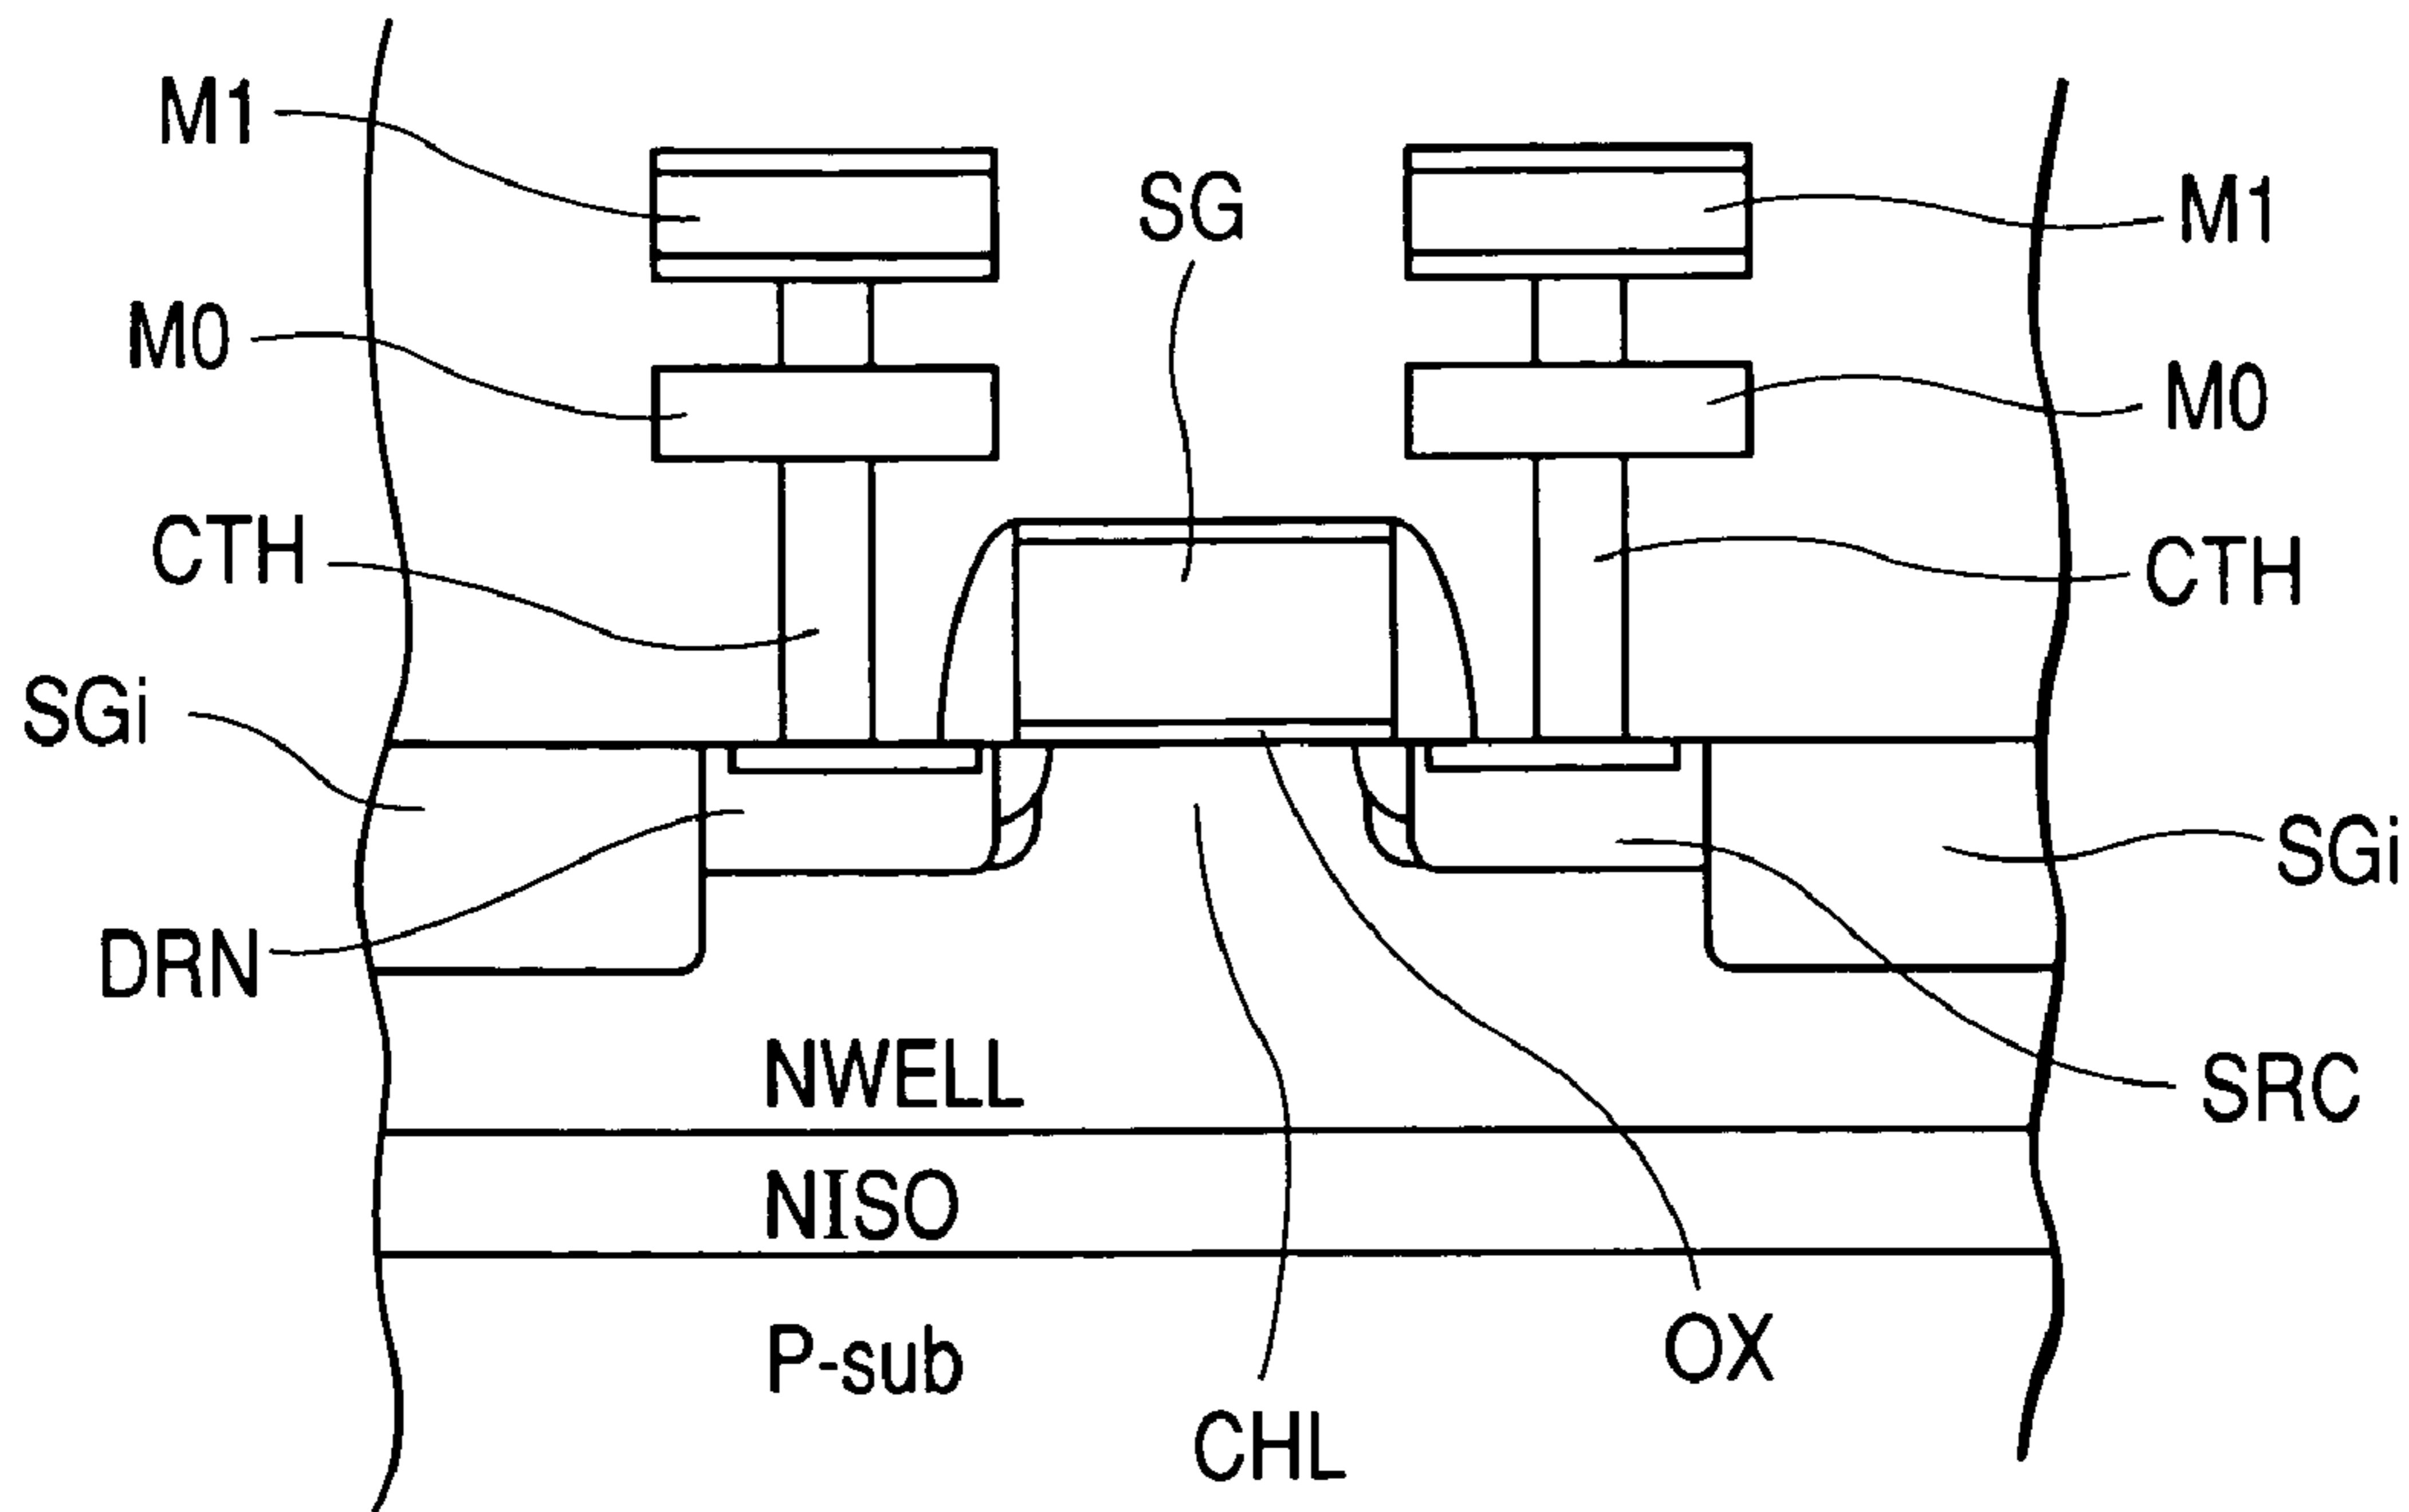 M1
SG
M1
M0
M0
CTH
CTH
SGi
SGi
DRN
NWELL
SRC
NISO
P-sub
OX
CHL